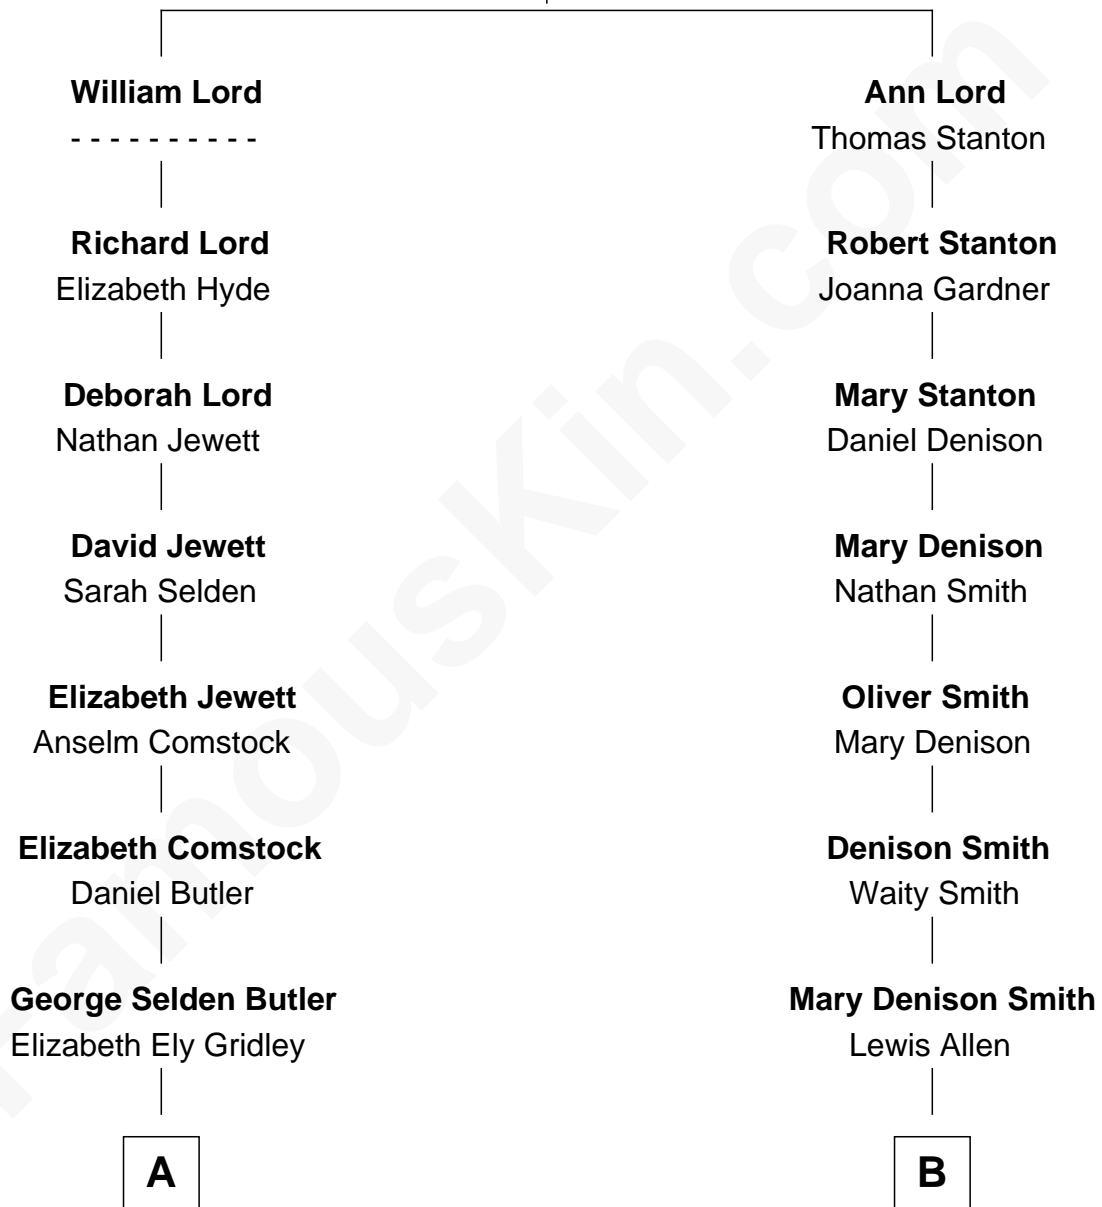 William Lord
- - - - - - - - - -
Richard Lord
Elizabeth Hyde
Deborah Lord
Nathan Jewett
David Jewett
Sarah Selden
Elizabeth Jewett
Anselm Comstock
Elizabeth Comstock
Daniel Butler
George Selden Butler
Elizabeth Ely Gridley
A
Ann Lord
Thomas Stanton
Robert Stanton
Joanna Gardner
Mary Stanton
Daniel Denison
Mary Denison
Nathan Smith
Oliver Smith
Mary Denison
Denison Smith
Waity Smith
Mary Denison Smith
Lewis Allen
B
FamousKin.com